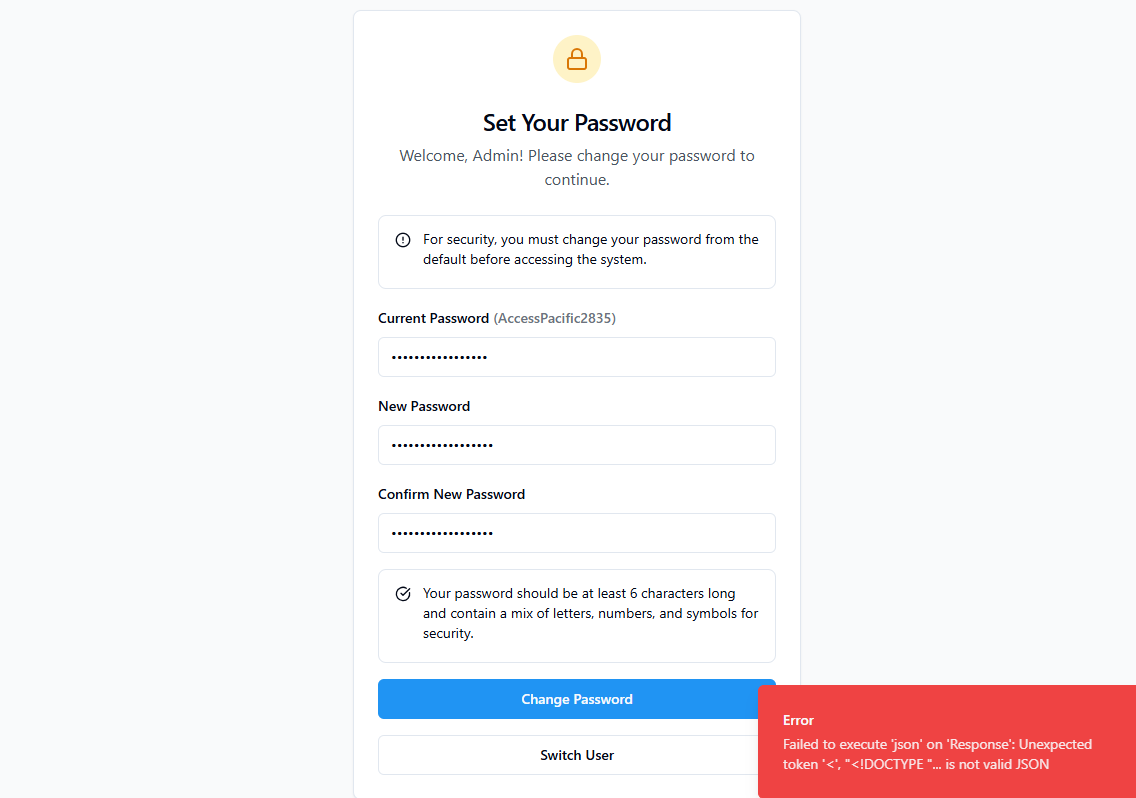 Set Your Password
Welcome, Admin! Please change your password to
continue.
For security, you must change your password from the
default before accessing the system.
Current Password (AccessPacific2835)
•••••••••••••••••
New Password
••••••••••••••••••
Confirm New Password
••••••••••••••••••
Your password should be at least 6 characters long
and contain a mix of letters, numbers, and symbols for
security.
Change Password
Switch User
Error
Failed to execute 'json' on 'Response': Unexpected
token '<', "<!DOCTYPE "... is not valid JSON